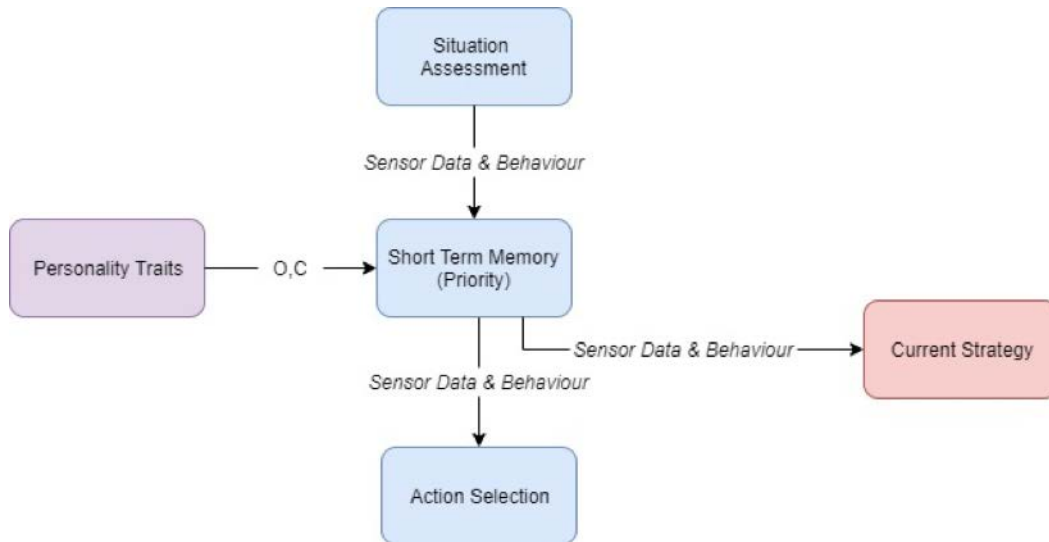 Situation
Assessment
Sensor Data & Behaviour
Personality Traits
O,C
Short Term Memory
(Priority)
Sensor Data & Behaviour
Current Strategy
Sensor Data & Behaviour
Action Selection